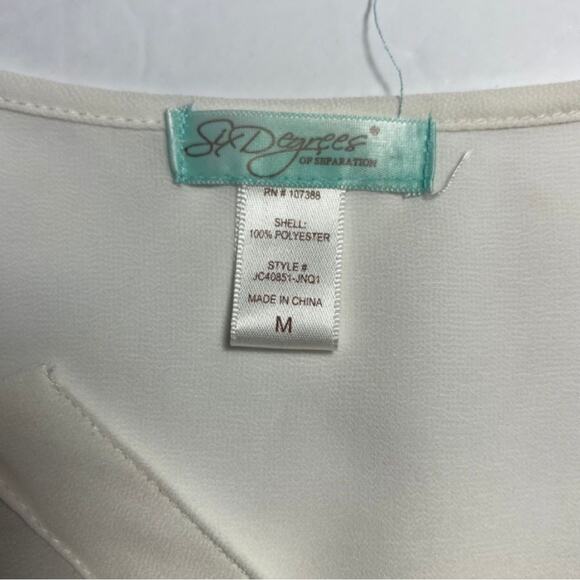 Six Degrees®
OF SEPARATION
RN # 107388
SHELL:
100% POLYESTER
STYLE #
JC40851-JNQ1
MADE IN CHINA
M